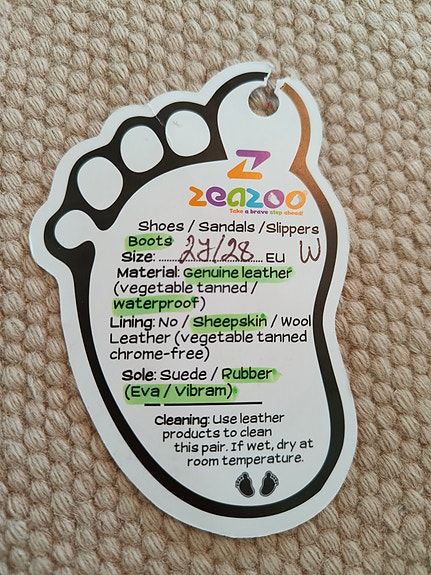 Z
zeazoo
Take a brave step ahead!
Shoes / Sandals /Slippers
Boots
Size: ........27/28.... EU W
Material: Genuine leather
(vegetable tanned /
waterproof)
Lining: No / Sheepskin / Wool
Leather (vegetable tanned
chrome-free)
Sole: Suede / Rubber
(Eva / Vibram)
Cleaning: Use leather
products to clean
this pair. If wet, dry at
room temperature.